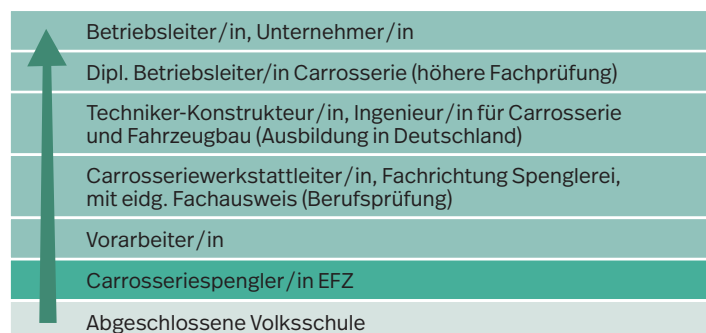 Betriebsleiter/in, Unternehmer/in
Dipl. Betriebsleiter/in Carrosserie (höhere Fachprüfung)
Techniker-Konstrukteur/in, Ingenieur/in für Carrosserie
und Fahrzeugbau (Ausbildung in Deutschland)
Carrosseriewerkstattleiter/in, Fachrichtung Spenglerei,
mit eidg. Fachausweis (Berufsprüfung)
Vorarbeiter/in
Carrosseriespengler/in EFZ
Abgeschlossene Volksschule